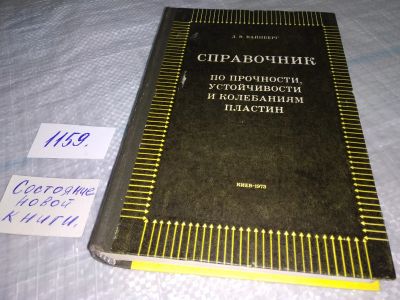 Д. В. ВАЙНБЕРГ
СПРАВОЧНИК
ПО ПРОЧНОСТИ,
УСТОЙЧИВОСТИ
И КОЛЕБАНИЯМ
ПЛАСТИН
КИЕВ-1973
1159.
Состояние
новой
книги.